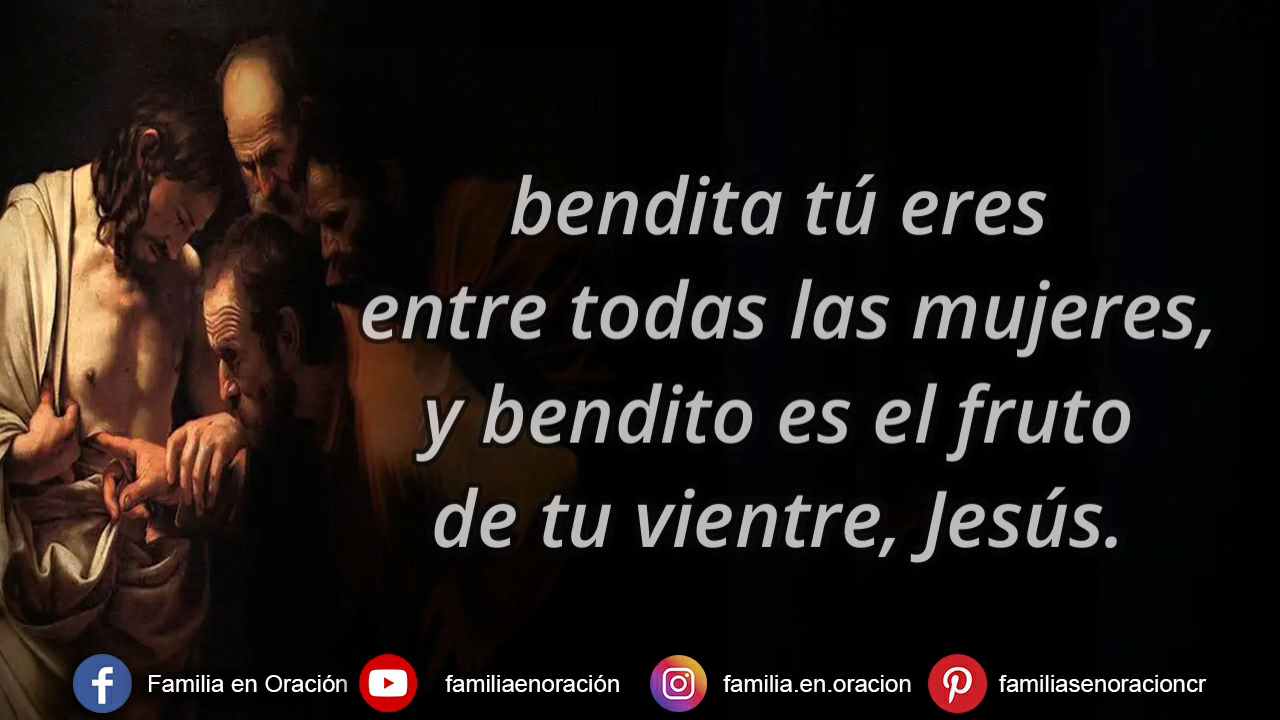 bendita tú eres
entre todas las mujeres,
y bendito es el fruto
de tu vientre, Jesús.
Familia en Oración familiaenoración familia.en.oracion familiasenoracioncr